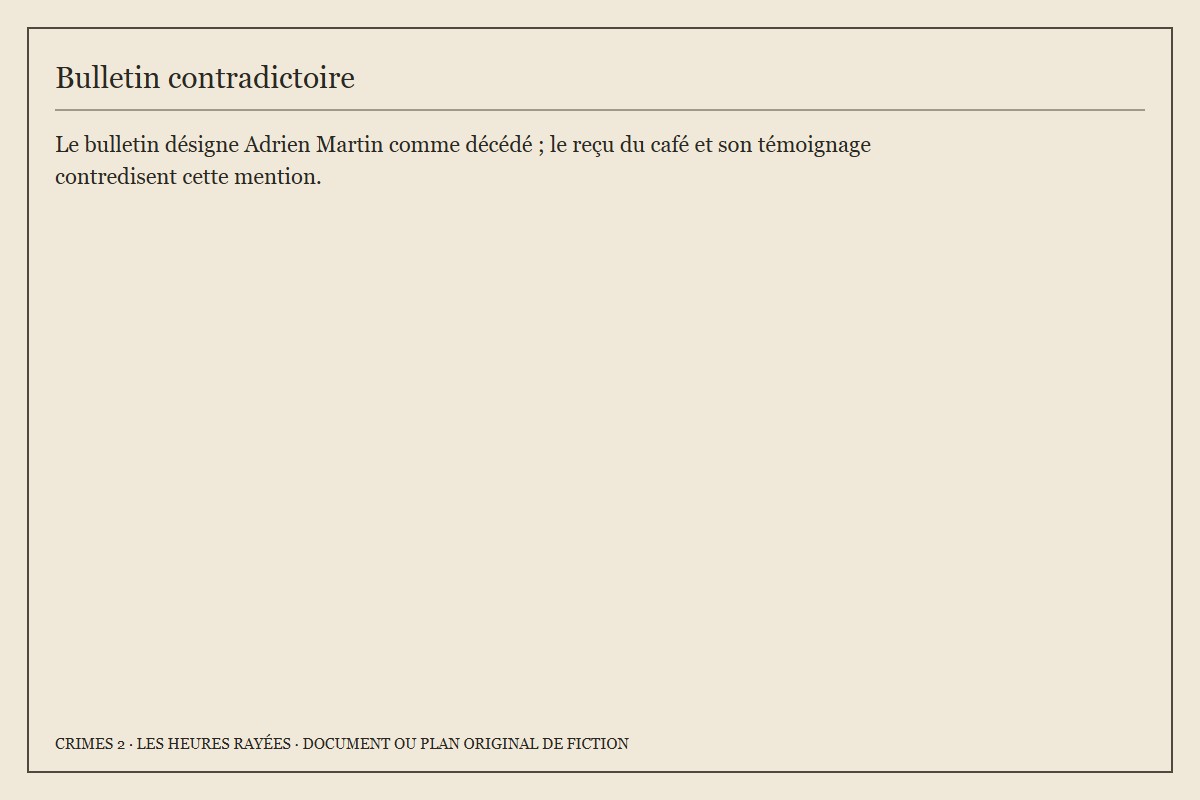 Bulletin contradictoire
Le bulletin désigne Adrien Martin comme décédé ; le reçu du café et son témoignage
contredisent cette mention.
CRIMES 2 · LES HEURES RAYÉES · DOCUMENT OU PLAN ORIGINAL DE FICTION